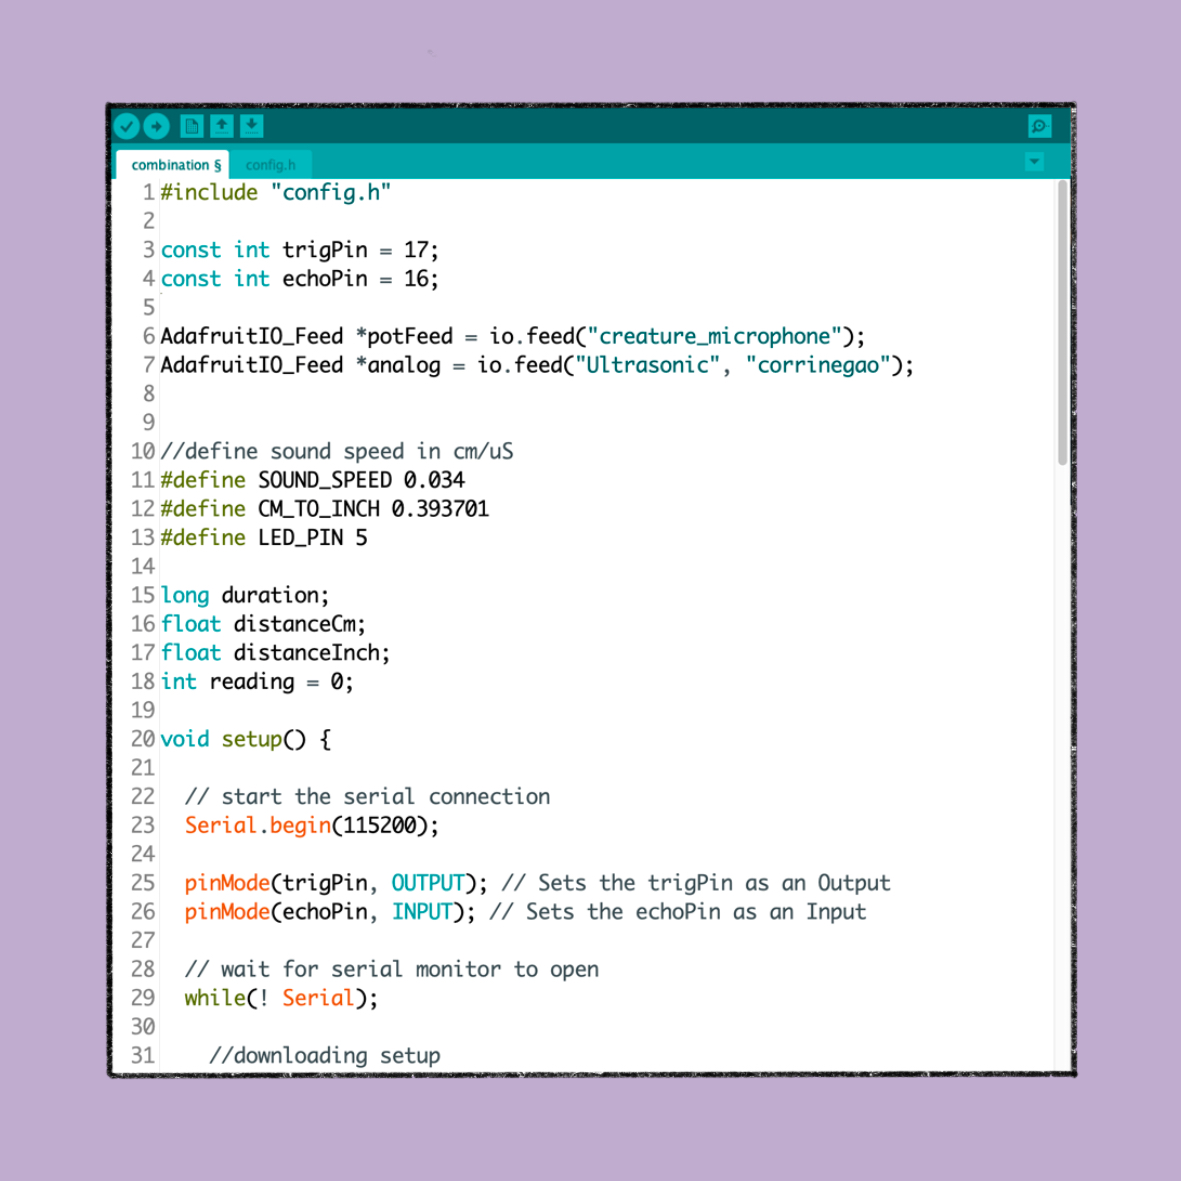 combination §
config.h
1 #include "config.h"
2
3 const int trigPin = 17;
4 const int echoPin = 16;
5
6 AdafruitIO_Feed *potFeed = io.feed("creature_microphone");
7 AdafruitIO_Feed *analog = io.feed("Ultrasonic", "corrinegao");
8
9
10 //define sound speed in cm/uS
11 #define SOUND_SPEED 0.034
12 #define CM_TO_INCH 0.393701
13 #define LED_PIN 5
14
15 long duration;
16 float distanceCm;
17 float distanceInch;
18 int reading = 0;
19
20 void setup() {
21
22 // start the serial connection
23 Serial.begin(115200);
24
25 pinMode(trigPin, OUTPUT); // Sets the trigPin as an Output
26 pinMode(echoPin, INPUT); // Sets the echoPin as an Input
27
28 // wait for serial monitor to open
29 while(! Serial);
30
31 //downloading setup